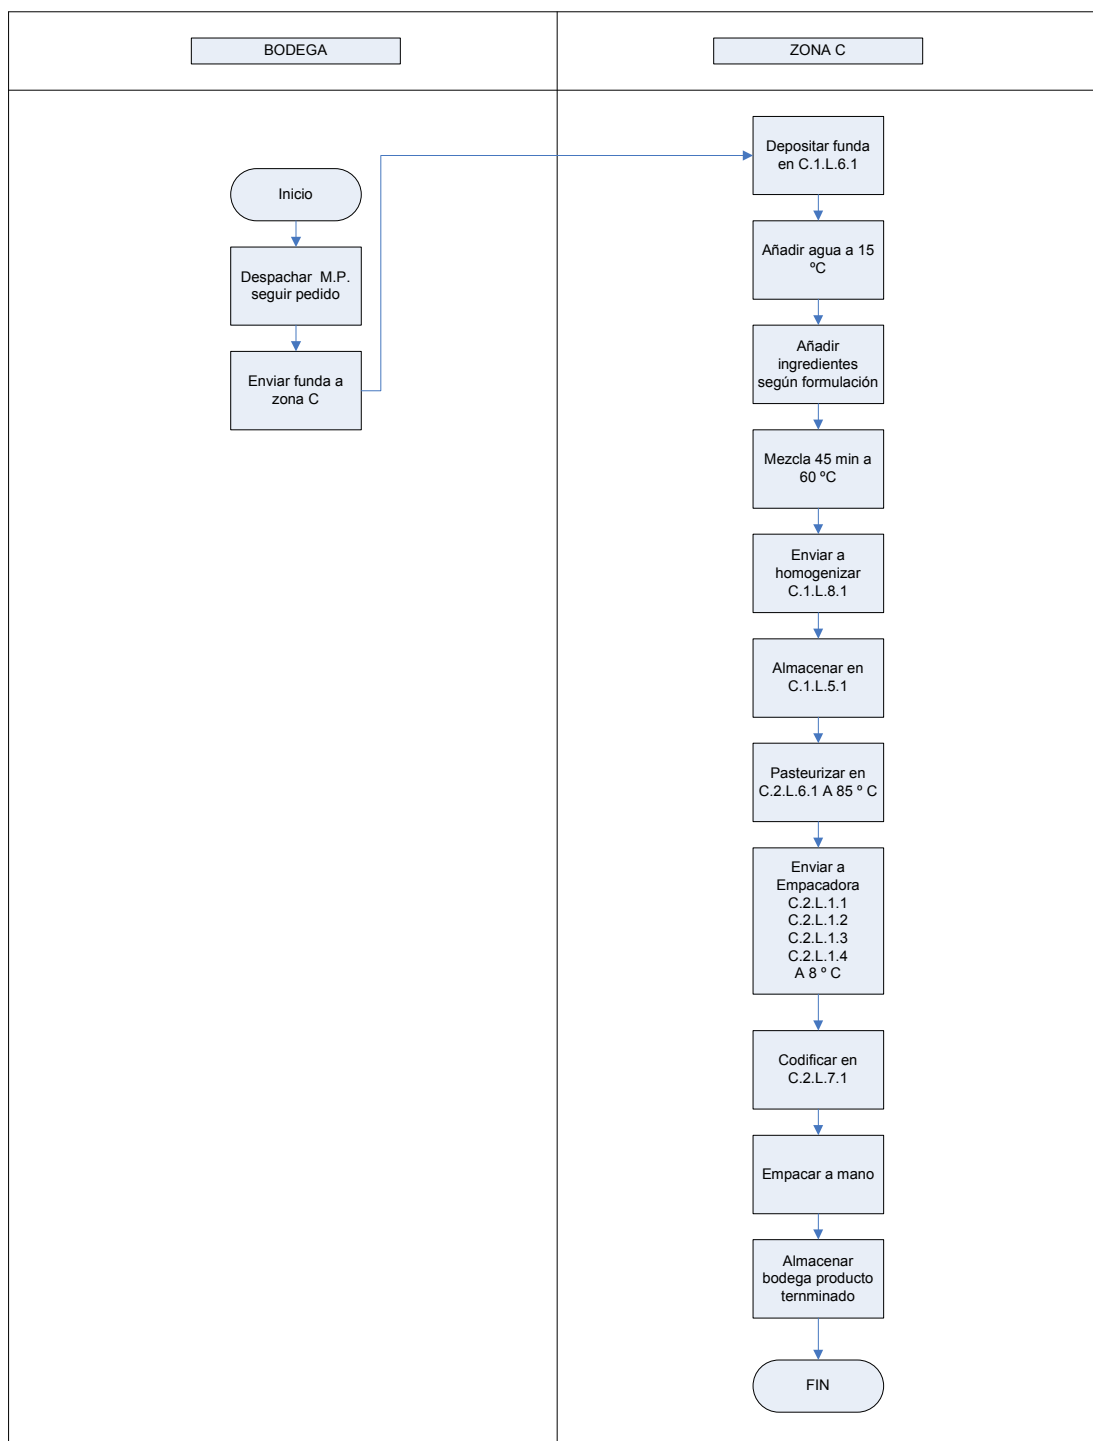 BODEGA
ZONA C
Inicio
Despachar M.P.
seguir pedido
Enviar funda a
zona C
Depositar funda
en C.1.L.6.1
Añadir agua a 15
ºC
Añadir
ingredientes
según formulación
Mezcla 45 min a
60 ºC
Enviar a
homogenizar
C.1.L.8.1
Almacenar en
C.1.L.5.1
Pasteurizar en
C.2.L.6.1 A 85 º C
Enviar a
Empacadora
C.2.L.1.1
C.2.L.1.2
C.2.L.1.3
C.2.L.1.4
A 8 º C
Codificar en
C.2.L.7.1
Empacar a mano
Almacenar
bodega producto
ternminado
FIN